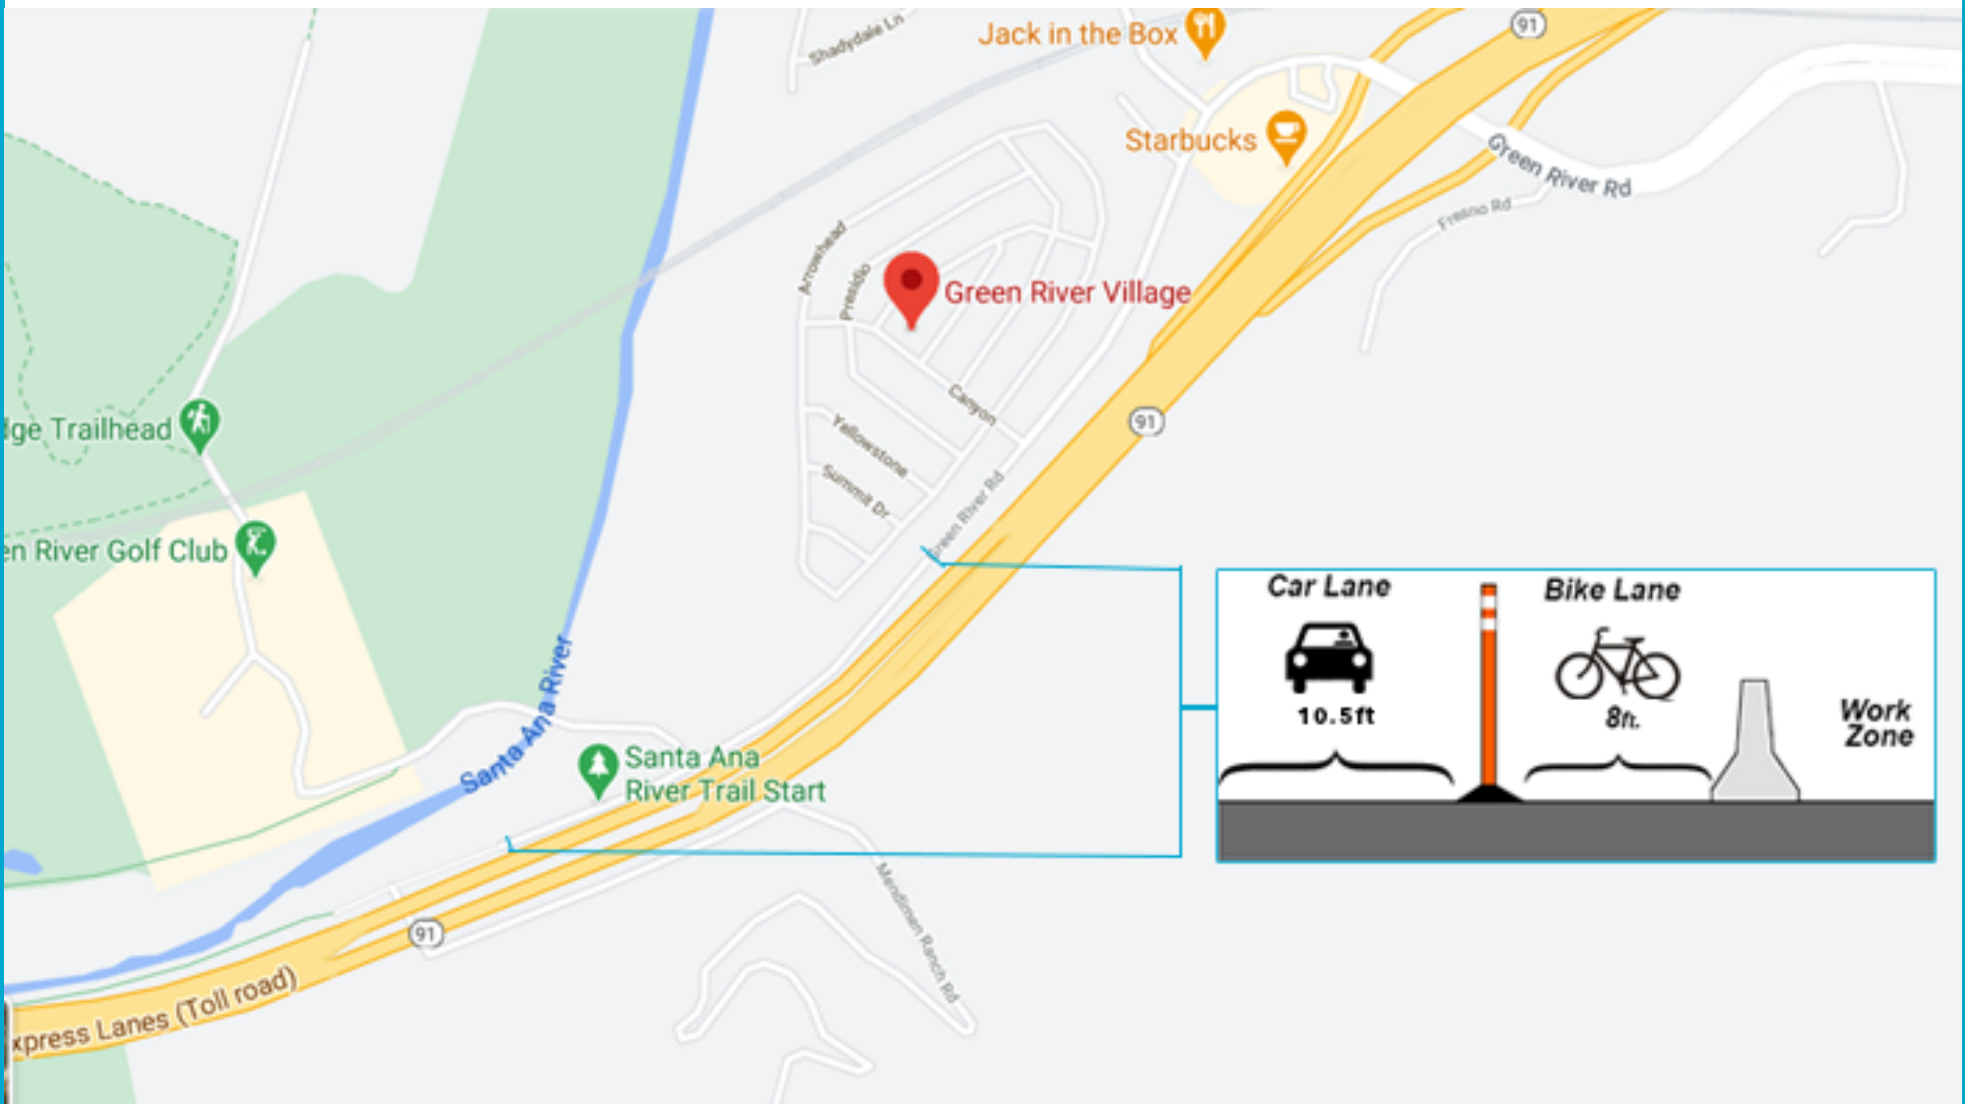 Shadydale Ln
Jack in the Box
91
Starbucks
Green River Rd
Fresno Rd
Arrowhead
Presidio
Green River Village
Canyon
91
Yellowstone
Summit Dr
Green River Rd
dge Trailhead
en River Golf Club
Santa Ana River
Santa Ana
River Trail Start
Car Lane
10.5ft
Bike Lane
8ft.
Work
Zone
91
xpress Lanes (Toll road)
Ranch Rd